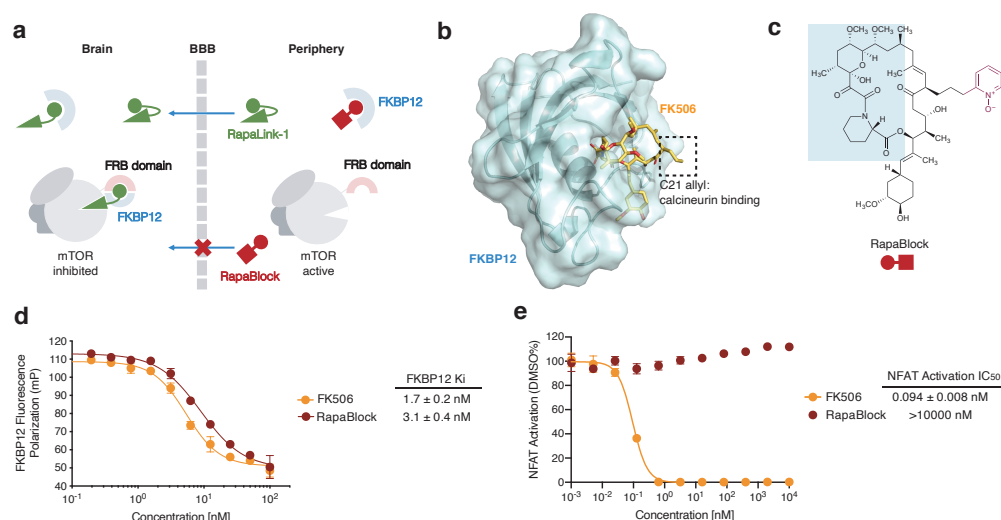 a
Brain
BBB
Periphery
FKBP12
RapaLink-1
FRB domain
FRB domain
FKBP12
mTOR
inhibited
RapaBlock
mTOR
active
b
FK506
C21 allyl:
calcineurin binding
FKBP12
c
OCH₃ OCH₃
CH₃
H₃C
O
H
OH
CH₃
O
O
O
N⁺
O⁻
OH
N
H
O
O
CH₃
CH₃
H
H₃CO
OH
RapaBlock
d
FKBP12 Fluorescence
Polarization (mP)
120
110
100
90
80
70
60
50
40
10⁻¹ 10⁰ 10¹ 10²
Concentration [nM]
FK506
RapaBlock
FKBP12 Ki
1.7 ± 0.2 nM
3.1 ± 0.4 nM
e
NFAT Activation (DMSO%)
120
100
80
60
40
20
0
10⁻³ 10⁻² 10⁻¹ 10⁰ 10¹ 10² 10³ 10⁴
Concentration [nM]
FK506
RapaBlock
NFAT Activation IC₅₀
0.094 ± 0.008 nM
>10000 nM